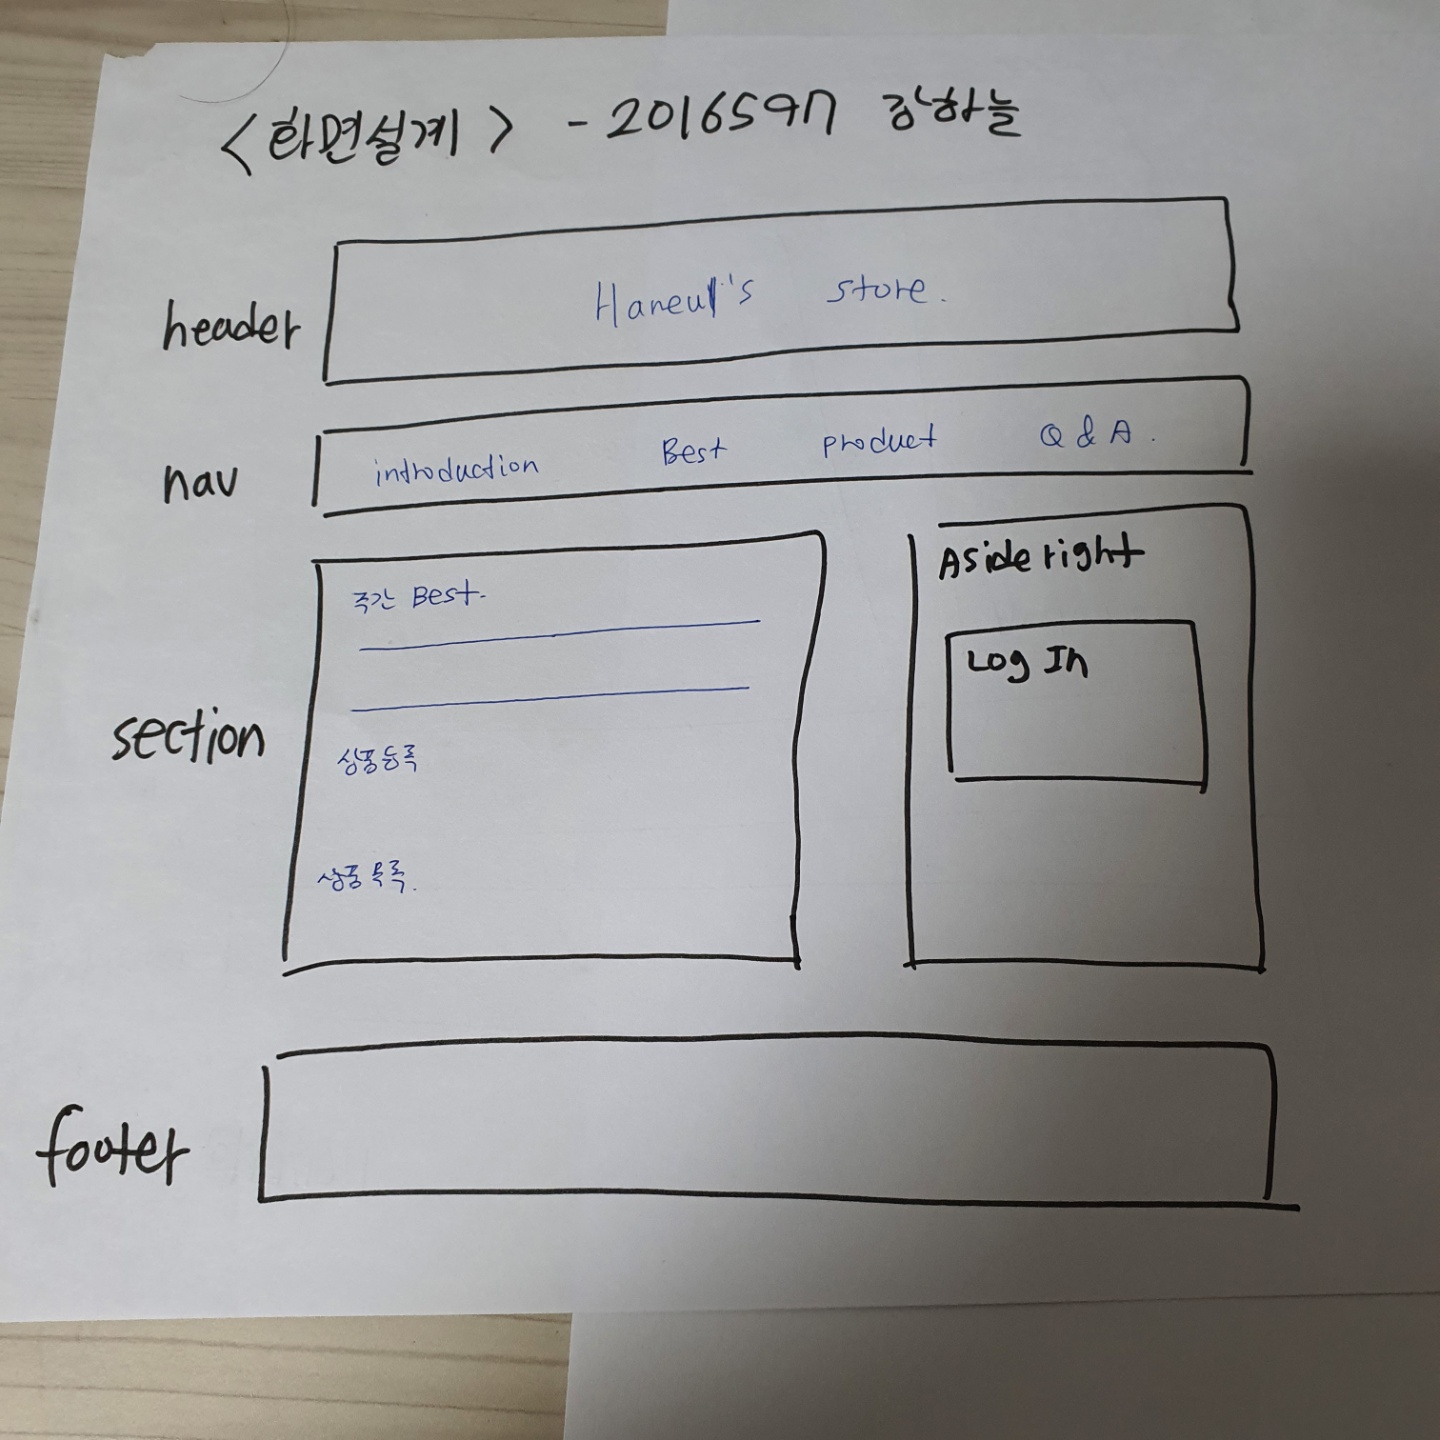 <화면설계> - 2016597 강하늘
header
Haneul's store.
nav
introduction Best product Q & A.
section
주간 Best.
상품등록
상품목록.
Aside right
Log In
footer